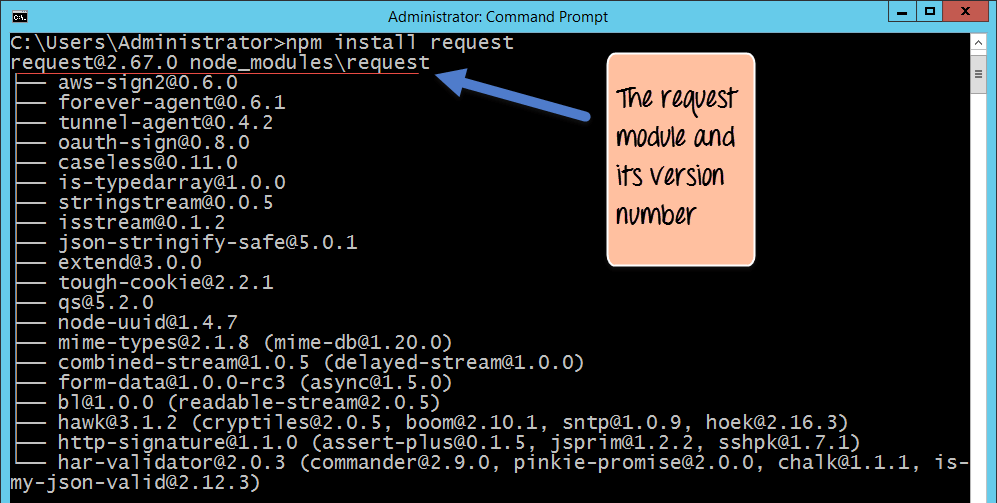 Administrator: Command Prompt
C:\Users\Administrator>npm install request
request@2.67.0 node_modules\request
├── aws-sign2@0.6.0
├── forever-agent@0.6.1
├── tunnel-agent@0.4.2
├── oauth-sign@0.8.0
├── caseless@0.11.0
├── is-typedarray@1.0.0
├── stringstream@0.0.5
├── isstream@0.1.2
├── json-stringify-safe@5.0.1
├── extend@3.0.0
├── tough-cookie@2.2.1
├── qs@5.2.0
├── node-uuid@1.4.7
├── mime-types@2.1.8 (mime-db@1.20.0)
├── combined-stream@1.0.5 (delayed-stream@1.0.0)
├── form-data@1.0.0-rc3 (async@1.5.0)
├── bl@1.0.0 (readable-stream@2.0.5)
├── hawk@3.1.2 (cryptiles@2.0.5, boom@2.10.1, sntp@1.0.9, hoek@2.16.3)
├── http-signature@1.1.0 (assert-plus@0.1.5, jsprim@1.2.2, sshpk@1.7.1)
└── har-validator@2.0.3 (commander@2.9.0, pinkie-promise@2.0.0, chalk@1.1.1, is-
my-json-valid@2.12.3)
The request
module and
its version
number